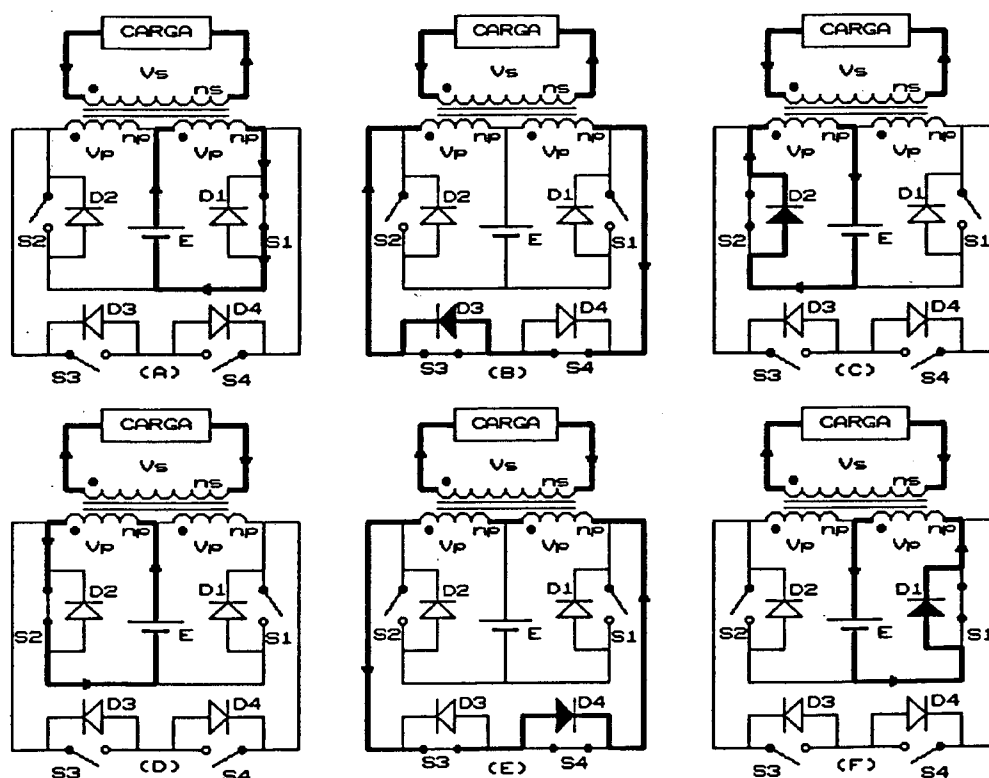 CARGA
Vs
ns
np
np
Vp
Vp
D2
D1
S2
E
S1
D3
D4
S3
(A)
S4
CARGA
Vs
ns
np
np
Vp
Vp
D2
D1
S2
E
S1
D3
D4
S3
(B)
S4
CARGA
Vs
ns
np
np
Vp
Vp
D2
D1
S2
E
S1
D3
D4
S3
(C)
S4
CARGA
Vs
ns
np
np
Vp
Vp
D2
D1
S2
E
S1
D3
D4
S3
(D)
S4
CARGA
Vs
ns
np
np
Vp
Vp
D2
D1
S2
E
S1
D3
D4
S3
(E)
S4
CARGA
Vs
ns
np
np
Vp
Vp
D2
D1
S2
E
S1
D3
D4
S3
(F)
S4